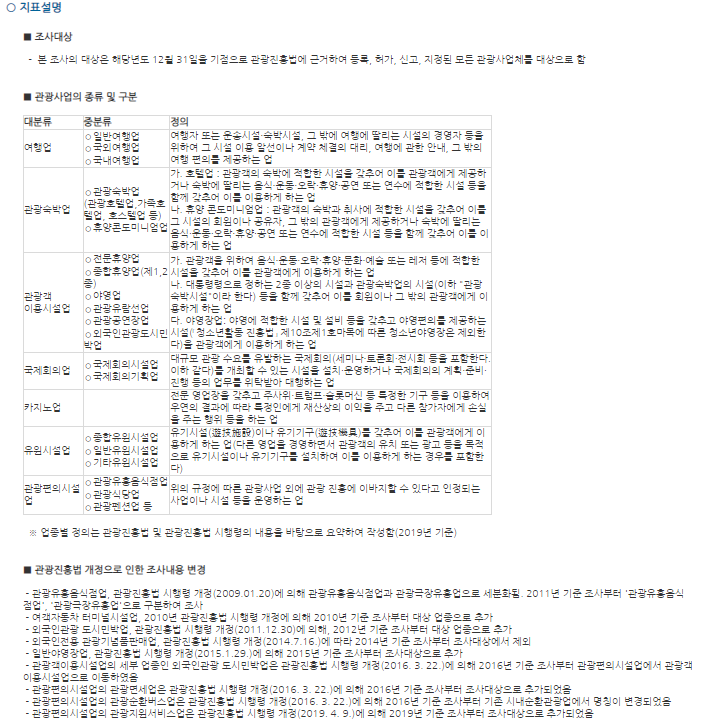 ○ 지표설명
■ 조사대상
- 본 조사의 대상은 해당년도 12월 31일을 기점으로 관광진흥법에 근거하여 등록, 허가, 신고, 지정된 모든 관광사업체를 대상으로 함
■ 관광사업의 종류 및 구분
대분류 중분류 정의
여행업
○ 일반여행업
○ 국외여행업
○ 국내여행업
여행자 또는 운송시설·숙박시설, 그 밖에 여행에 딸리는 시설의 경영자 등을
위하여 그 시설 이용 알선이나 계약 체결의 대리, 여행에 관한 안내, 그 밖의
여행 편의를 제공하는 업
관광숙박업
○ 관광숙박업
(관광호텔업,가족호
텔업, 호스텔업 등)
○ 휴양콘도미니엄업
가. 호텔업 : 관광객의 숙박에 적합한 시설을 갖추어 이를 관광객에게 제공하
거나 숙박에 딸리는 음식·운동·오락·휴양·공연 또는 연수에 적합한 시설 등을
함께 갖추어 이를 이용하게 하는 업
나. 휴양 콘도미니엄업 : 관광객의 숙박과 취사에 적합한 시설을 갖추어 이를
그 시설의 회원이나 공유자, 그 밖의 관광객에게 제공하거나 숙박에 딸리는
음식·운동·오락·휴양·공연 또는 연수에 적합한 시설 등을 함께 갖추어 이를 이
용하게 하는 업
관광객
이용시설업
○ 전문휴양업
○ 종합휴양업(제1,2
종)
○ 야영업
○ 관광유람선업
○ 관광공연장업
○ 외국인관광도시민
박업
가. 관광객을 위하여 음식·운동·오락·휴양·문화·예술 또는 레저 등에 적합한
시설을 갖추어 이를 관광객에게 이용하게 하는 업
나. 대통령령으로 정하는 2종 이상의 시설과 관광숙박업의 시설(이하 "관광
숙박시설"이라 한다) 등을 함께 갖추어 이를 회원이나 그 밖의 관광객에게 이
용하게 하는 업
다. 야영장업: 야영에 적합한 시설 및 설비 등을 갖추고 야영편의를 제공하는
시설(「청소년활동 진흥법」제10조제1호마목에 따른 청소년야영장은 제외한
다)을 관광객에게 이용하게 하는 업
국제회의업
○ 국제회의시설업
○ 국제회의기획업
대규모 관광 수요를 유발하는 국제회의(세미나·토론회·전시회 등을 포함한다.
이하 같다)를 개최할 수 있는 시설을 설치·운영하거나 국제회의의 계획·준비·
진행 등의 업무를 위탁받아 대행하는 업
카지노업
전문 영업장을 갖추고 주사위·트럼프·슬롯머신 등 특정한 기구 등을 이용하여
우연의 결과에 따라 특정인에게 재산상의 이익을 주고 다른 참가자에게 손실
을 주는 행위 등을 하는 업
유원시설업
○ 종합유원시설업
○ 일반유원시설업
○ 기타유원시설업
유기시설(遊技施設)이나 유기기구(遊技機具)를 갖추어 이를 관광객에게 이
용하게 하는 업(다른 영업을 경영하면서 관광객의 유치 또는 광고 등을 목적
으로 유기시설이나 유기기구를 설치하여 이를 이용하게 하는 경우를 포함한
다)
관광편의시설
업
○ 관광유흥음식점업
○ 관광식당업
○ 관광펜션업 등
위의 규정에 따른 관광사업 외에 관광 진흥에 이바지할 수 있다고 인정되는
사업이나 시설 등을 운영하는 업
※ 업종별 정의는 관광진흥법 및 관광진흥법 시행령의 내용을 바탕으로 요약하여 작성함(2019년 기준)
■ 관광진흥법 개정으로 인한 조사내용 변경
- 관광유흥음식점업, 관광진흥법 시행령 개정(2009.01.20)에 의해 관광유흥음식점업과 관광극장유흥업으로 세분화됨. 2011년 기준 조사부터 '관광유흥음식
점업', '관광극장유흥업'으로 구분하여 조사
- 여객자동차 터미널시설업, 2010년 관광진흥법 시행령 개정에 의해 2010년 기준 조사부터 대상 업종으로 추가
- 외국인관광 도시민박업, 관광진흥법 시행령 개정(2011.12.30)에 의해, 2012년 기준 조사부터 대상 업종으로 추가
- 외국인전용 관광기념품판매업, 관광진흥법 시행령 개정(2014.7.16.)에 따라 2014년 기준 조사부터 조사대상에서 제외
- 일반야영장업, 관광진흥법 시행령 개정(2015.1.29.)에 의해 2015년 기준 조사부터 조사대상으로 추가
- 관광객이용시설업의 세부 업종인 외국인관광 도시민박업은 관광진흥법 시행령 개정(2016. 3. 22.)에 의해 2016년 기준 조사부터 관광편의시설업에서 관광객
이용시설업으로 이동하였음
- 관광편의시설업의 관광면세업은 관광진흥법 시행령 개정(2016. 3. 22.)에 의해 2016년 기준 조사부터 조사대상으로 추가되었음
- 관광편의시설업의 관광순환버스업은 관광진흥법 시행령 개정(2016. 3. 22.)에 의해 2016년 기준 조사부터 기존 시내순환관광업에서 명칭이 변경되었음
- 관광편의시설업의 관광지원서비스업은 관광진흥법 시행령 개정(2019. 4. 9.)에 의해 2019년 기준 조사부터 조사대상으로 추가되었음